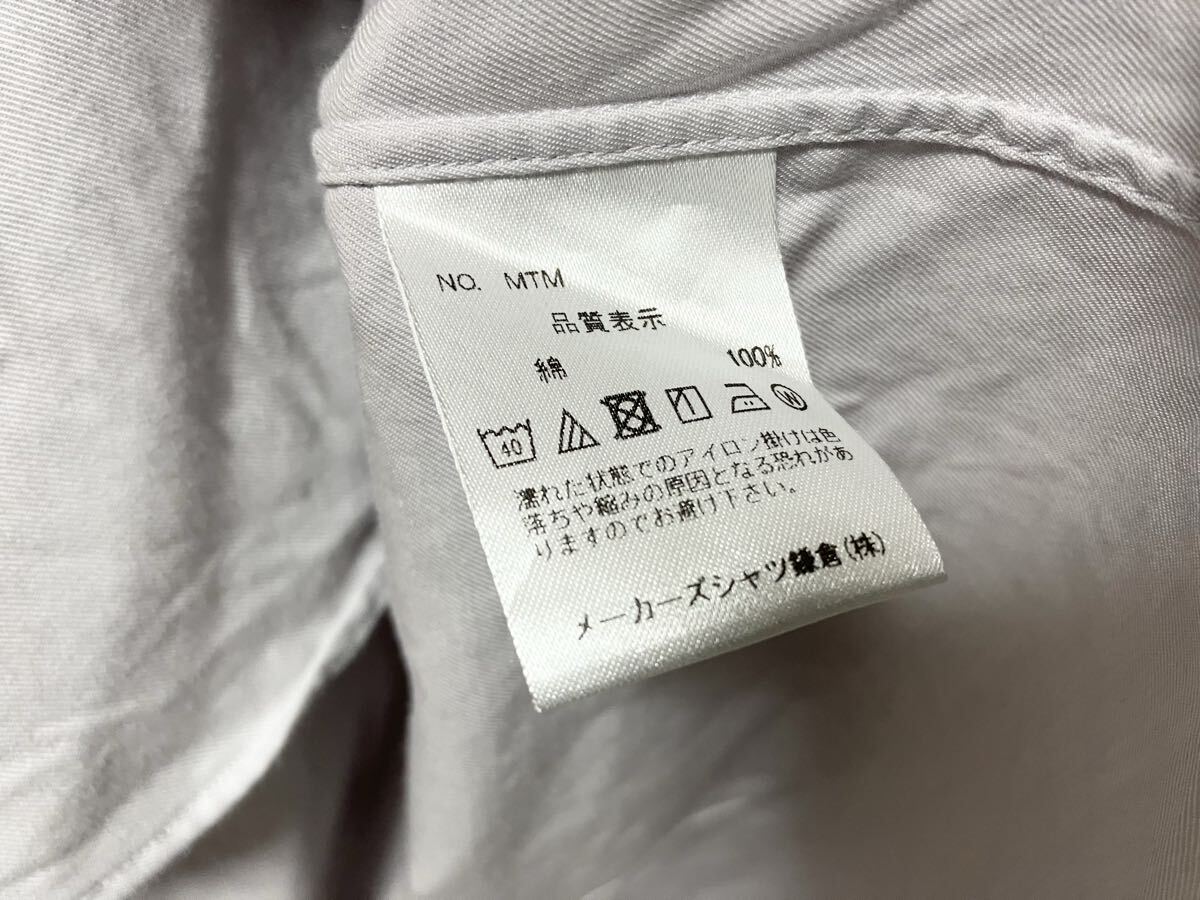 NO. MTM
品質表示
綿 100%
40 W
濡れた状態でのアイロン掛けは色
落ちや縮みの原因となる恐れがあ
りますのでお避け下さい。
メーカーズシャツ鎌倉(株)